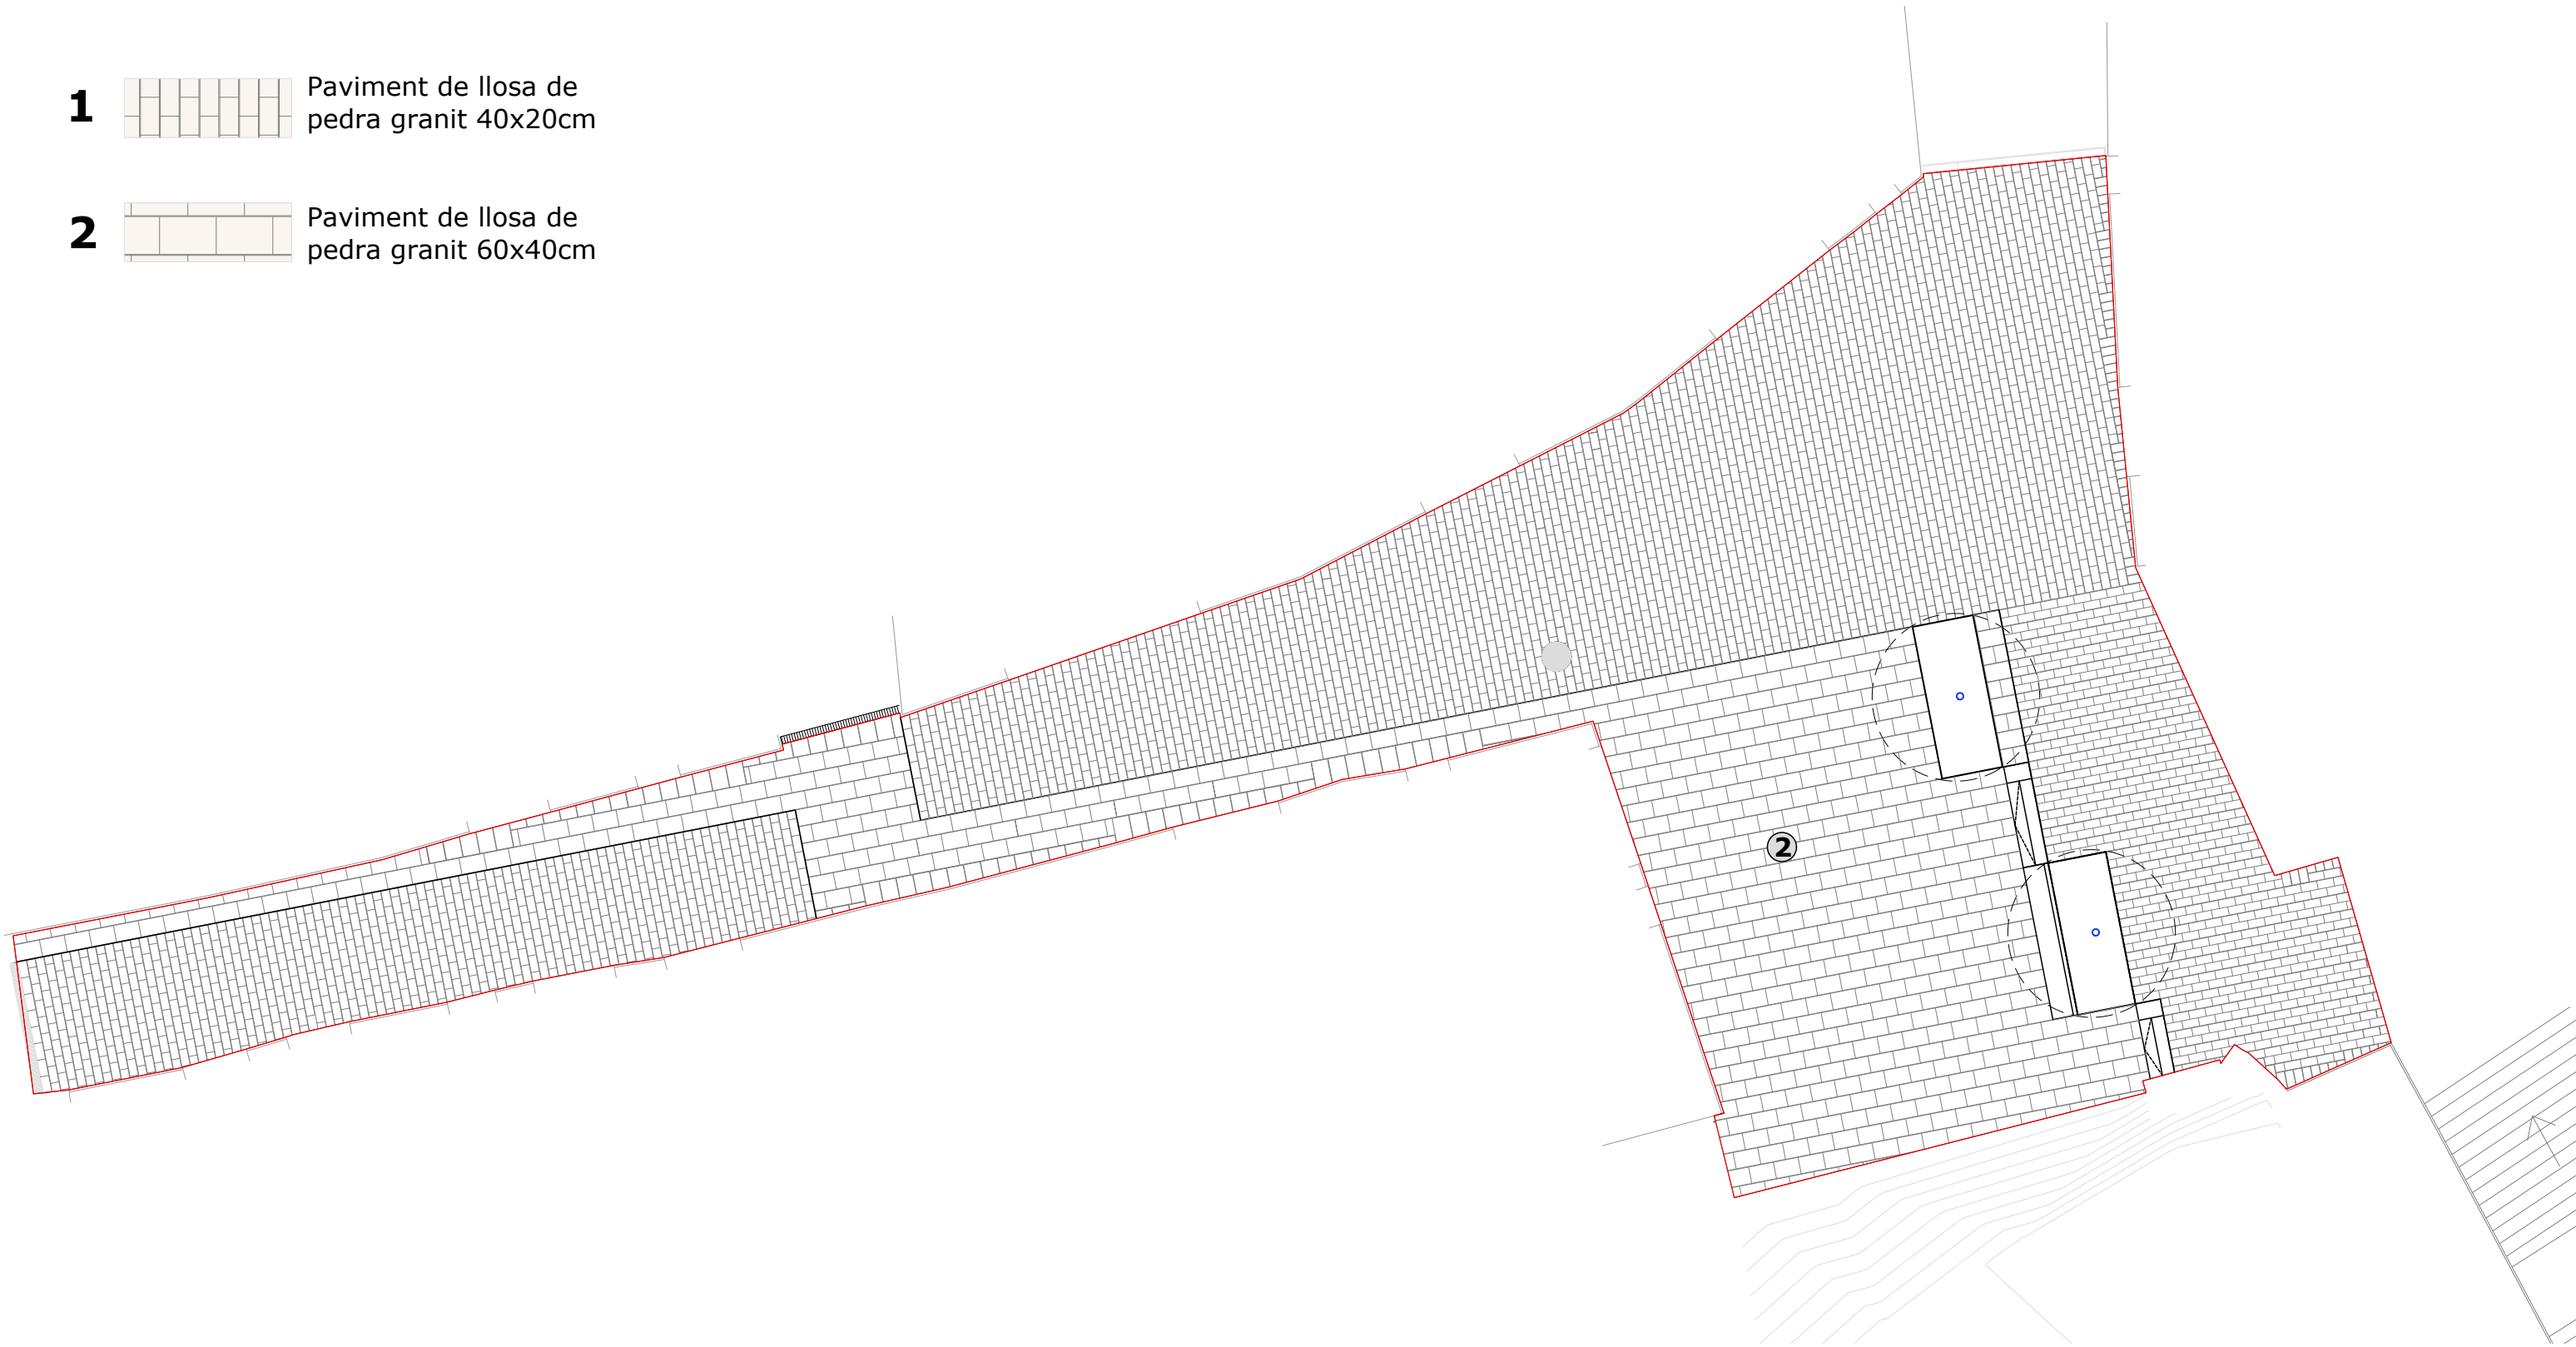 1
Paviment de llosa de
pedra granit 40x20cm
2
Paviment de llosa de
pedra granit 60x40cm
2